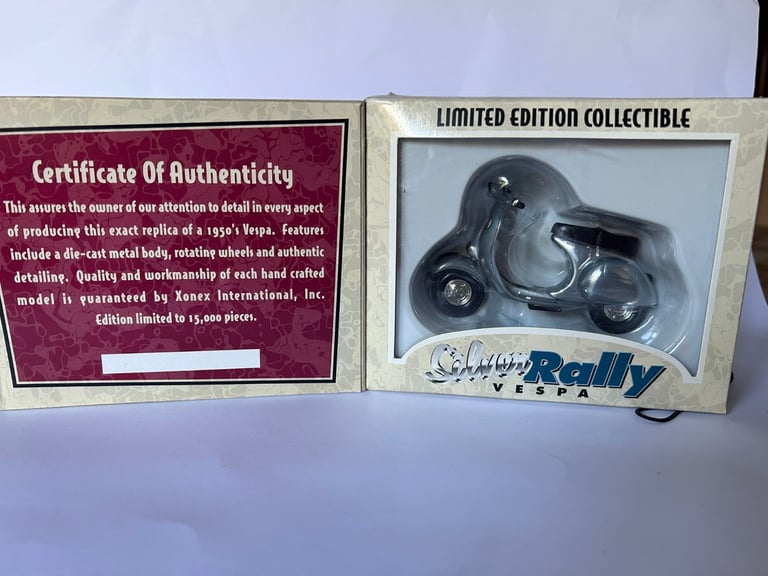 Certificate Of Authenticity
This assures the owner of our attention to detail in every aspect
of producing this exact replica of a 1950's Vespa. Features
include a die-cast metal body, rotating wheels and authentic
detailing. Quality and workmanship of each hand crafted
model is guaranteed by Xonex International, Inc.
Edition limited to 15,000 pieces.
LIMITED EDITION COLLECTIBLE
Silver Rally
VESPA